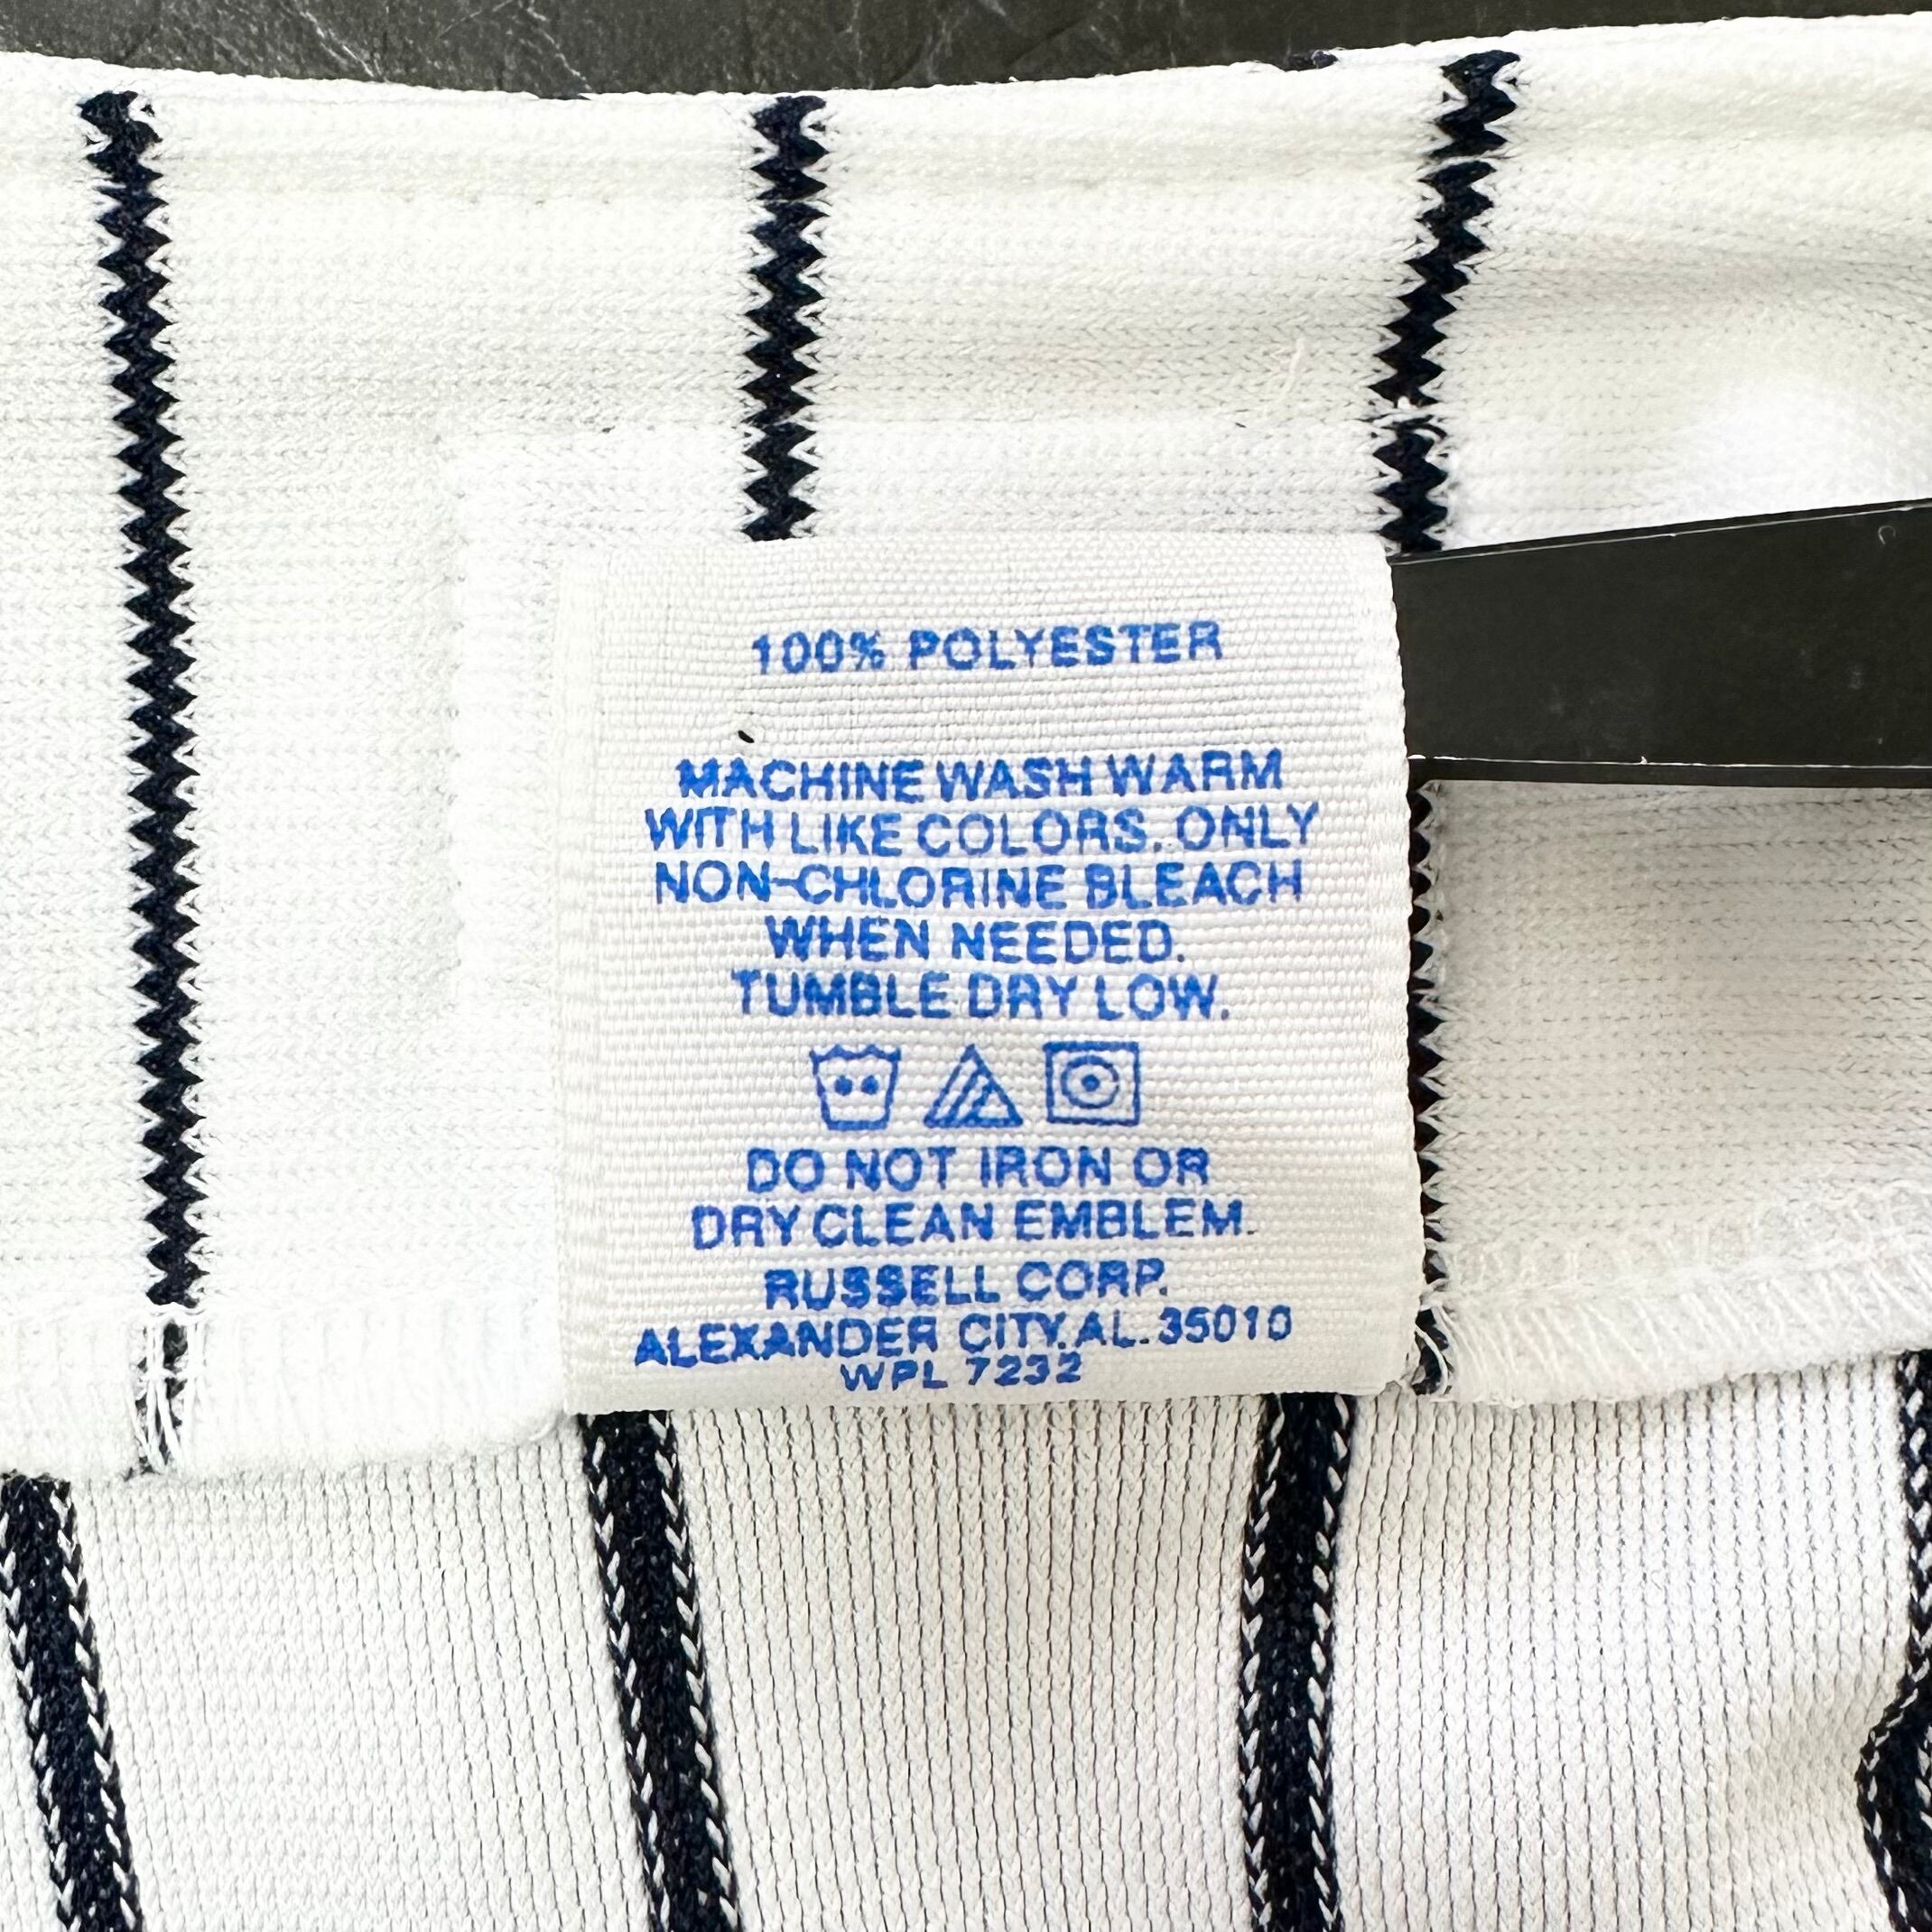 100% POLYESTER
MACHINE WASH WARM
WITH LIKE COLORS. ONLY
NON-CHLORINE BLEACH
WHEN NEEDED.
TUMBLE DRY LOW.
DO NOT IRON OR
DRY CLEAN EMBLEM.
RUSSELL CORP.
ALEXANDER CITY, AL. 35010
WPL 7232